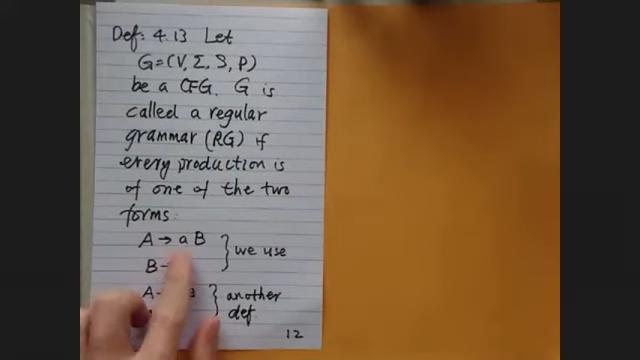 Def: 4.13 Let
G=(V, Σ, S, P)
be a CFG. G is
called a regular
grammar (RG) if
every production is
of one of the two
forms:
A → a B } we use
B →
A → } another
def.
12